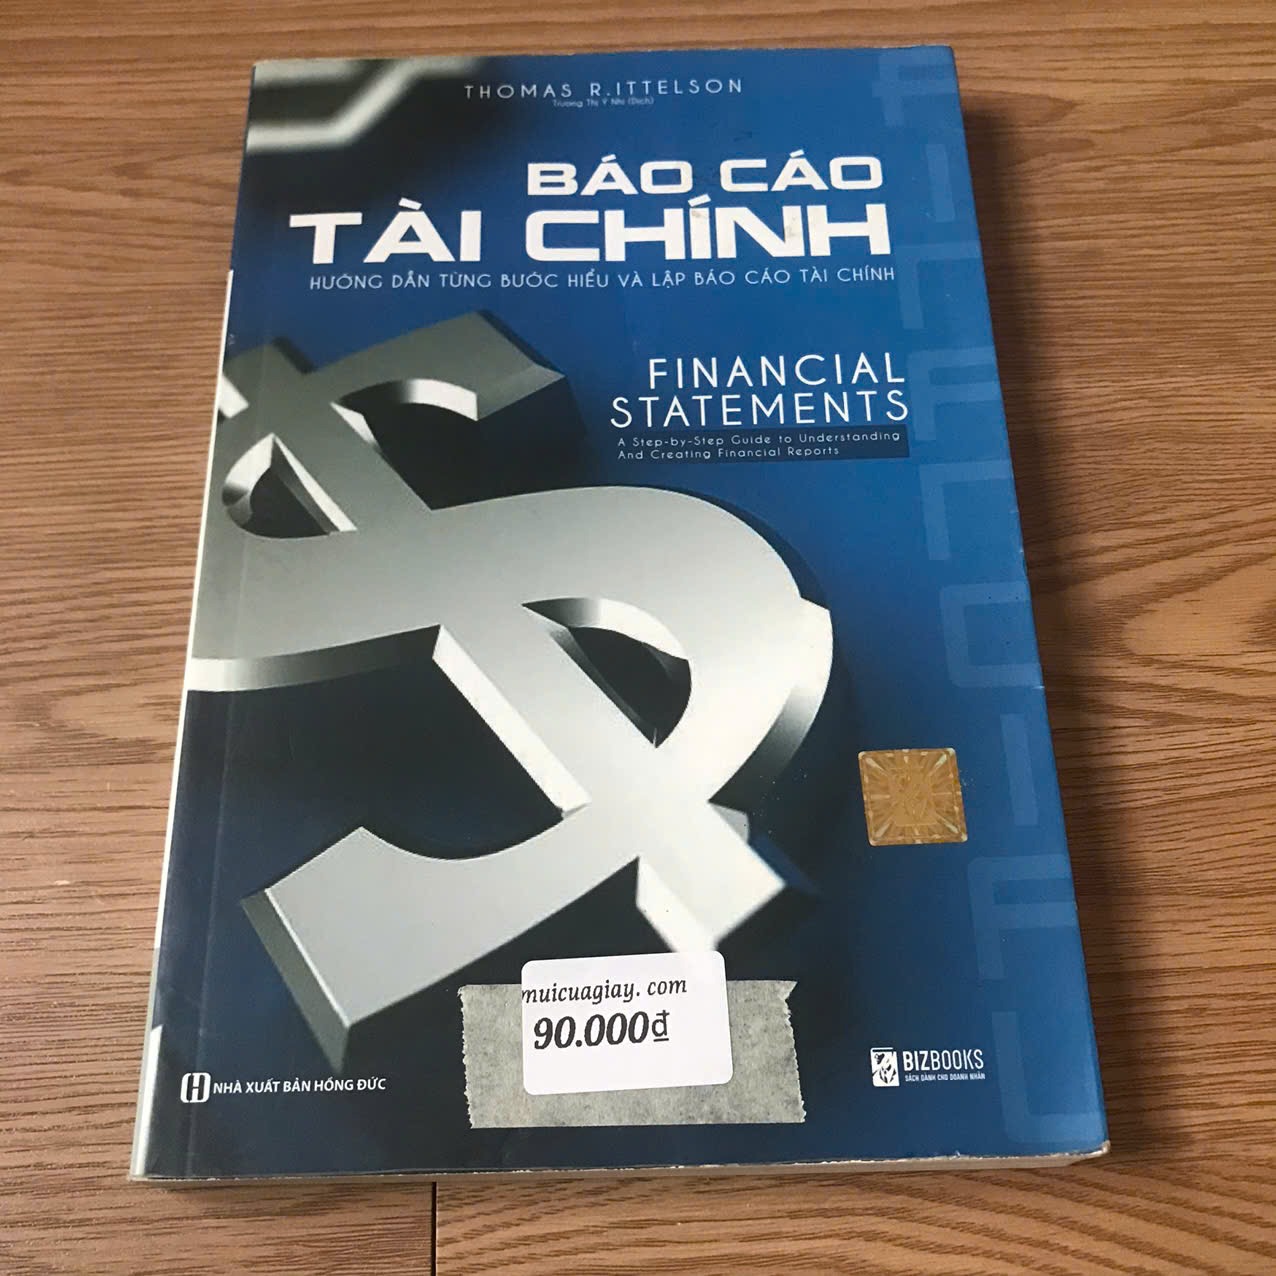 THOMAS R.ITTELSON
Trương Thị Ý Nhi (Dịch)
BÁO CÁO
TÀI CHÍNH
HƯỚNG DẪN TỪNG BƯỚC HIỂU VÀ LẬP BÁO CÁO TÀI CHÍNH
FINANCIAL
STATEMENTS
A Step-by-Step Guide to Understanding
And Creating Financial Reports
muicuagiay. com
90.000₫
NHÀ XUẤT BẢN HỒNG ĐỨC
BIZBOOKS
SÁCH DÀNH CHO DOANH NHÂN